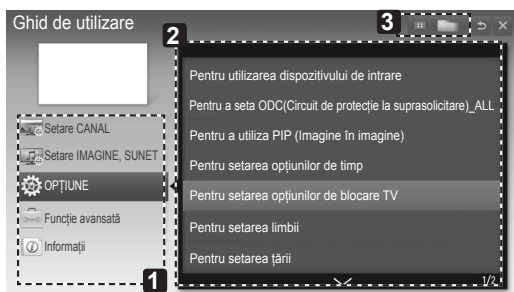 Ghid de utilizare
3
2
Pentru utilizarea dispozitivului de intrare
Pentru a seta ODC(Circuit de protecție la suprasolicitare)_ALL
Pentru a utiliza PIP (Imagine în imagine)
Pentru setarea opțiunilor de timp
Pentru setarea opțiunilor de blocare TV
Pentru setarea limbii
Pentru setarea țării
1/2
Setare CANAL
Setare IMAGINE, SUNET
OPȚIUNE
Funcție avansată
Informații
1